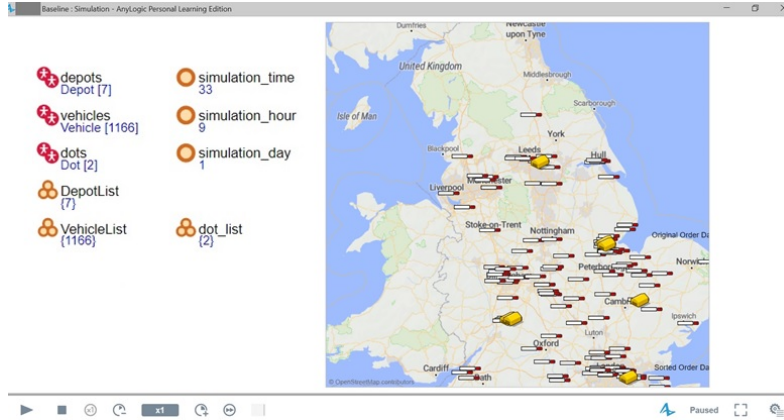 Baseline : Simulation - AnyLogic Personal Learning Edition
depots
Depot [7]
vehicles
Vehicle [1166]
dots
Dot [2]
DepotList
{7}
VehicleList
{1166}
simulation_time
33
simulation_hour
9
simulation_day
1
dot_list
{2}
Dumfries
Newcastle
upon Tyne
United Kingdom
Middlesbrough
Isle of Man
Scarborough
York
Blackpool
Leeds
Hull
Manchester
Liverpool
Stoke-on-Trent
Nottingham
Original Order Da
Norwi
Ipswich
Luton
Oxford
Cardiff
Bath
Sorted Order Da
© OpenStreetMap contributors
x1
Paused